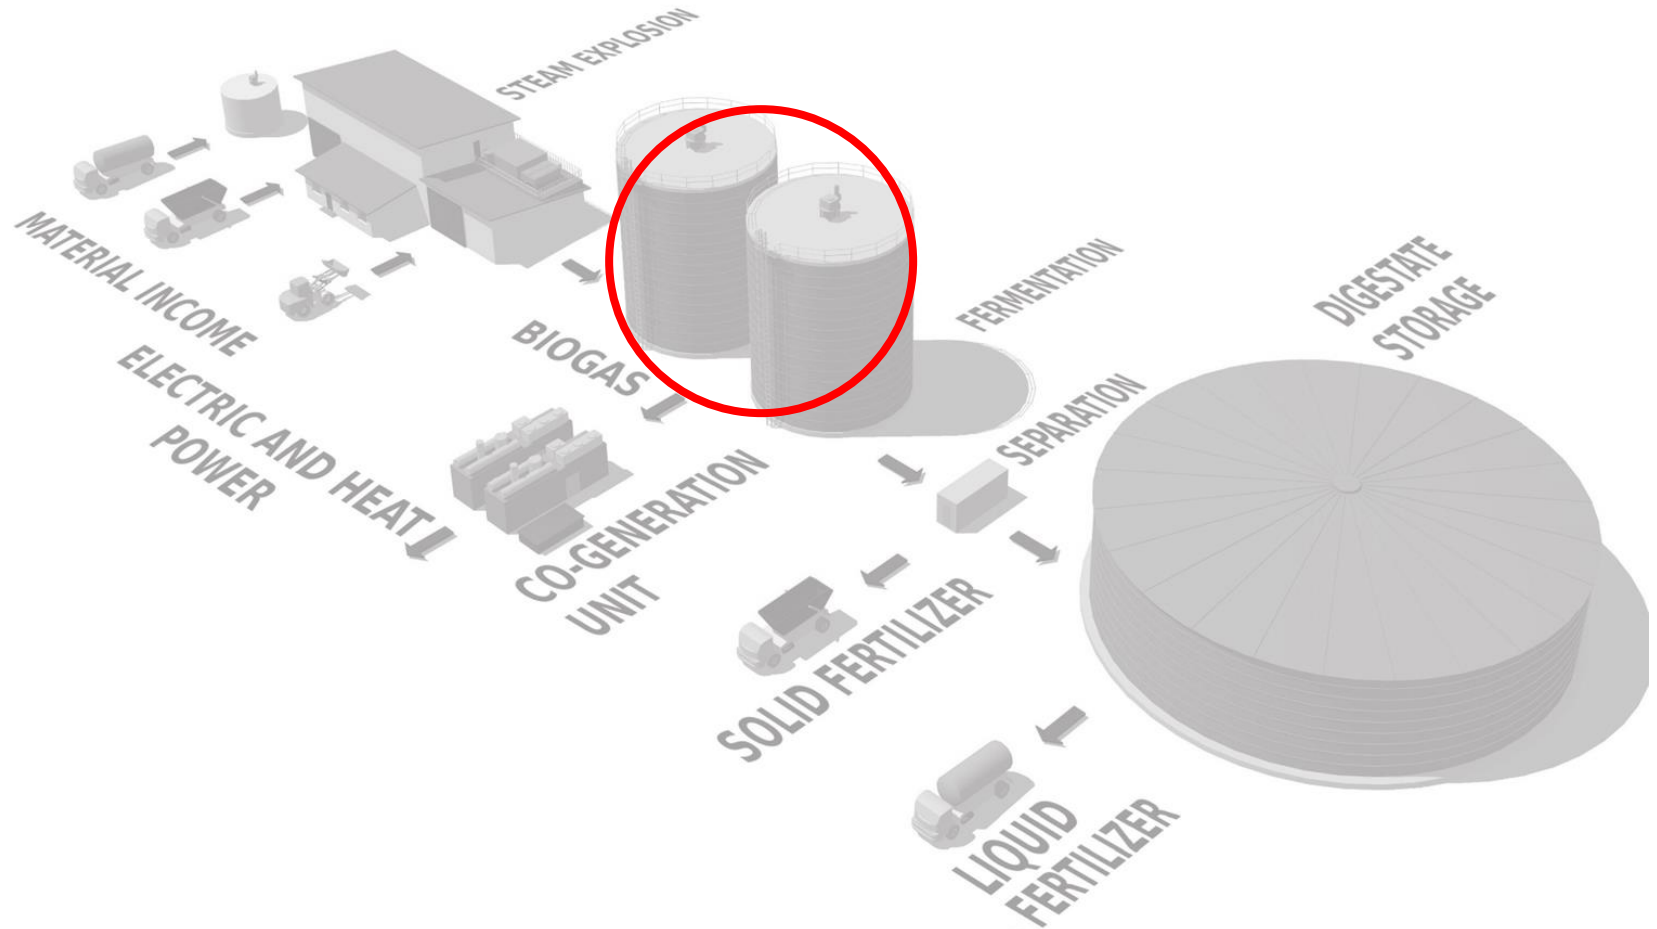 STEAM EXPLOSION
MATERIAL INCOME
BIOGAS
FERMENTATION
DIGESTATE
STORAGE
ELECTRIC AND HEAT
POWER
SEPARATION
CO-GENERATION
UNIT
SOLID FERTILIZER
LIQUID
FERTILIZER